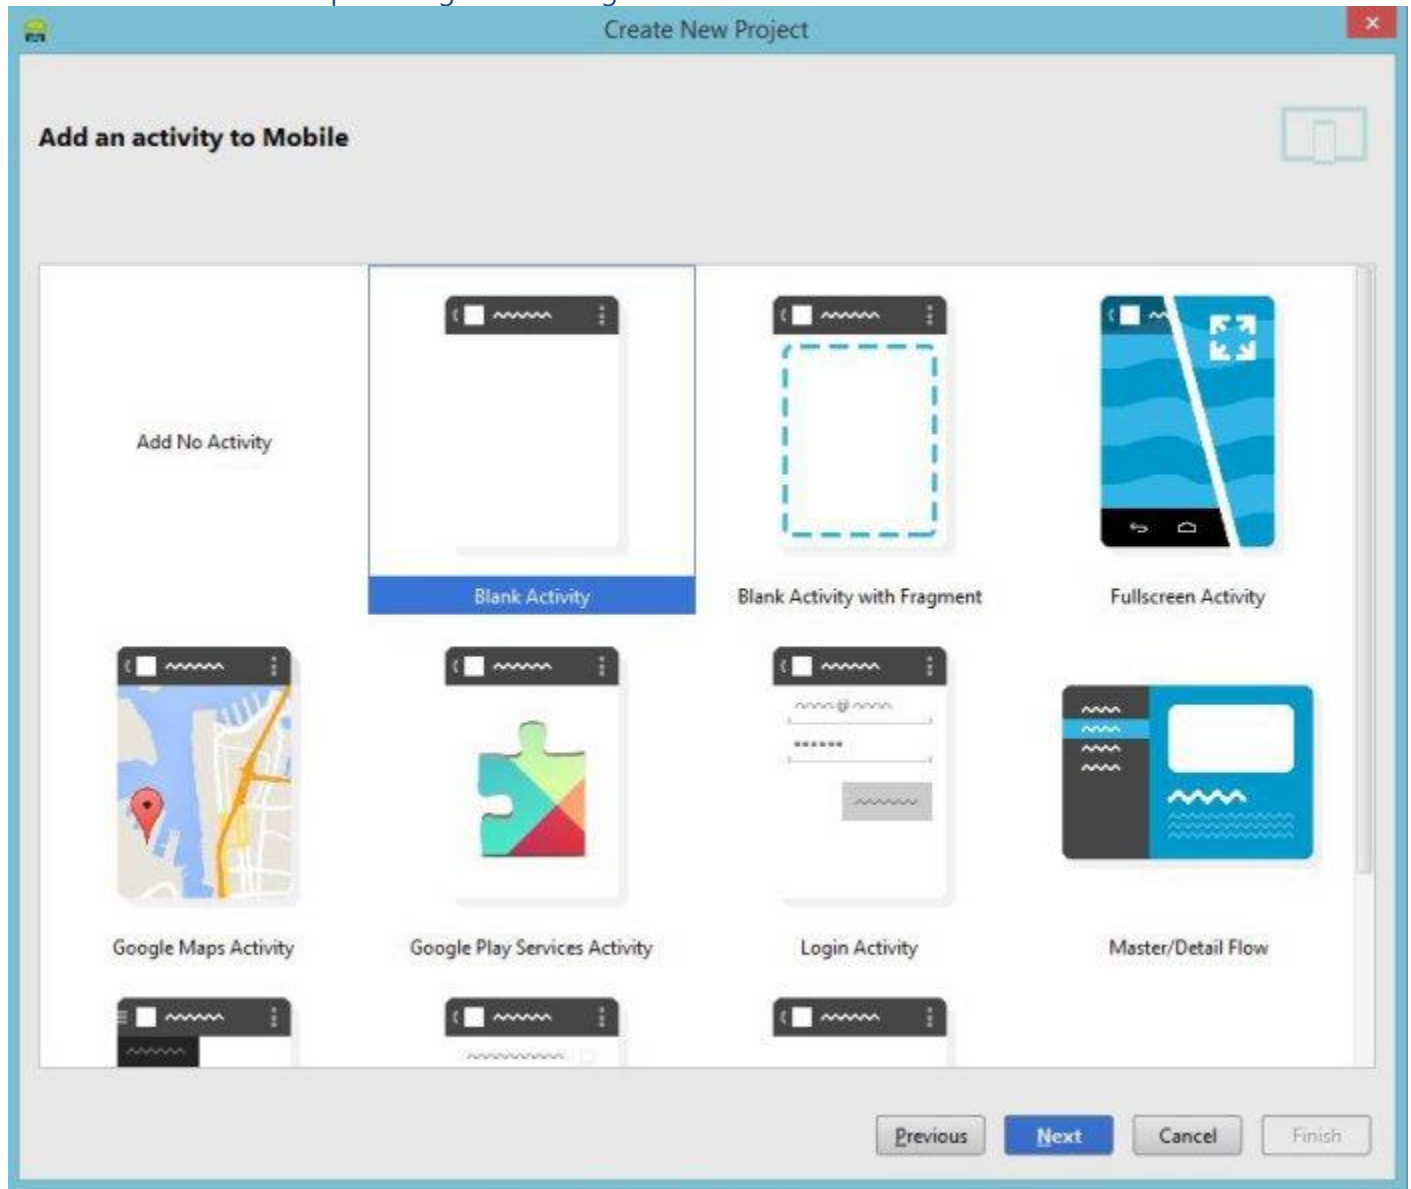 Create New Project
Add an activity to Mobile
Add No Activity
Blank Activity
Blank Activity with Fragment
Fullscreen Activity
Google Maps Activity
Google Play Services Activity
Login Activity
Master/Detail Flow
Previous
Next
Cancel
Finish